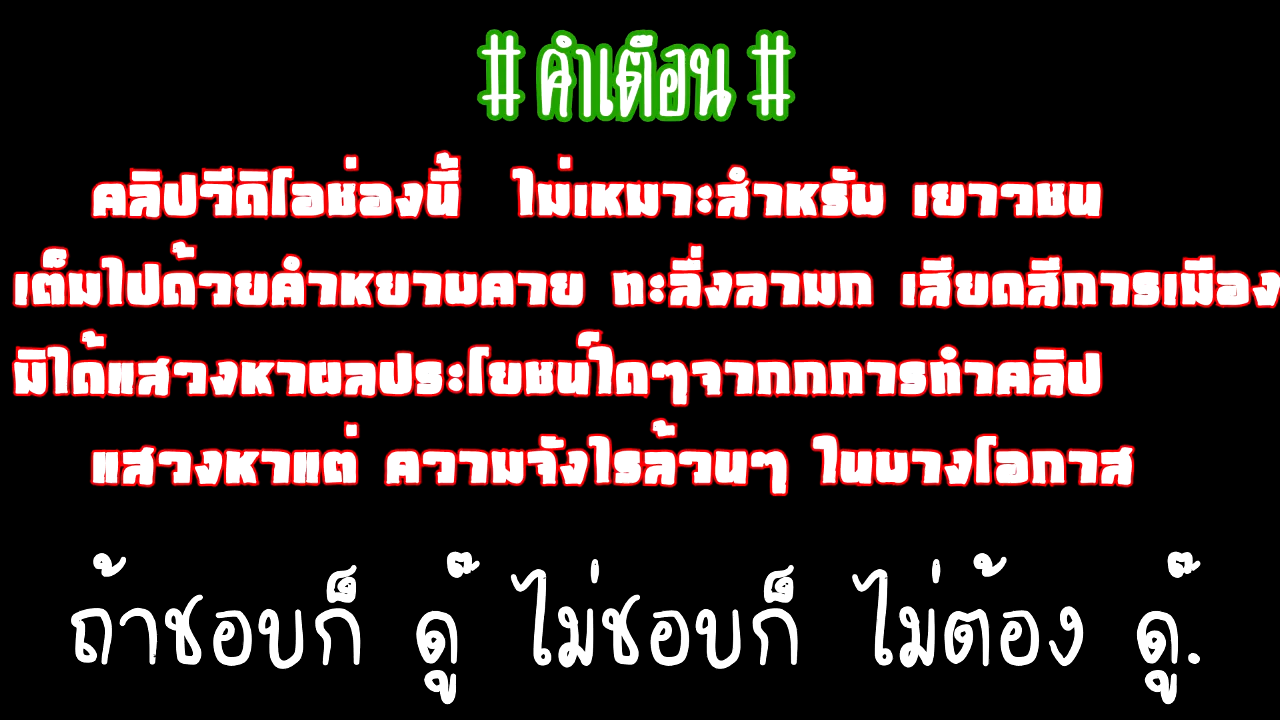 # คำเตือน #
คลิปวีดิโอช่องนี้ ไม่เหมาะสำหรับ เยาวชน
เต็มไปด้วยคำหยาบคาย ทะลึ่งลามก เสียดสีการเมือง
มิได้แสวงหาผลประโยชน์ใดๆจากกการทำคลิป
แสวงหาแต่ ความจังไรล้วนๆ ในบางโอกาส
ถ้าชอบก็ ดู๊ ไม่ชอบก็ ไม่ต้อง ดู๊.